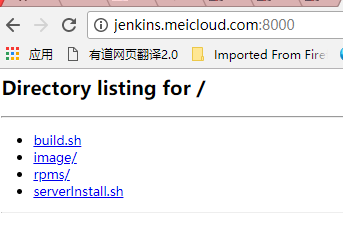 jenkins.meicloud.com:8000
应用
有道网页翻译2.0
Imported From Fire
Directory listing for /
build.sh
image/
rpms/
serverInstall.sh